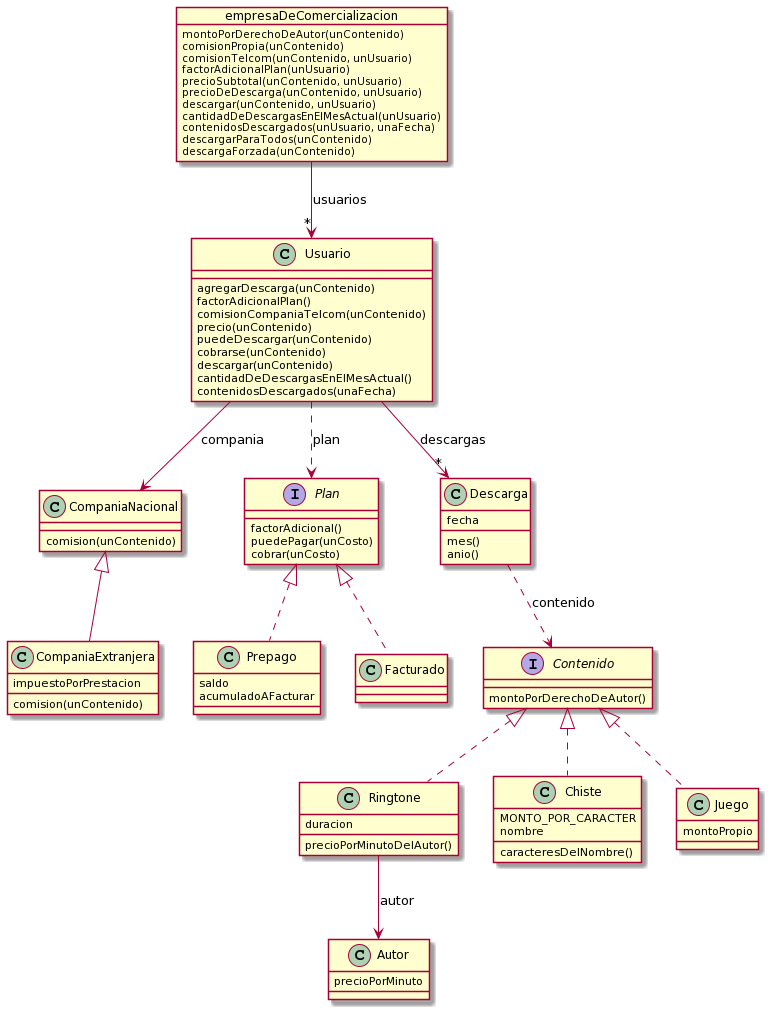 empresaDeComercializacion
montoPorDerechoDeAutor(unContenido)
comisionPropia(unContenido)
comisionTelcom(unContenido, unUsuario)
factorAdicionalPlan(unUsuario)
precioSubtotal(unContenido, unUsuario)
precioDeDescarga(unContenido, unUsuario)
descargar(unContenido, unUsuario)
cantidadDeDescargasEnElMesActual(unUsuario)
contenidosDescargados(unUsuario, unaFecha)
descargarParaTodos(unContenido)
descargaForzada(unContenido)
usuarios
*
C Usuario
agregarDescarga(unContenido)
factorAdicionalPlan()
comisionCompaniaTelcom(unContenido)
precio(unContenido)
puedeDescargar(unContenido)
cobrarse(unContenido)
descargar(unContenido)
cantidadDeDescargasEnElMesActual()
contenidosDescargados(unaFecha)
compania
plan
descargas
*
C CompaniaNacional
comision(unContenido)
I Plan
factorAdicional()
puedePagar(unCosto)
cobrar(unCosto)
C Descarga
fecha
mes()
anio()
contenido
C CompaniaExtranjera
impuestoPorPrestacion
comision(unContenido)
C Prepago
saldo
acumuladoAFacturar
C Facturado
I Contenido
montoPorDerechoDeAutor()
C Ringtone
duracion
precioPorMinutoDelAutor()
C Chiste
MONTO_POR_CARACTER
nombre
caracteresDelNombre()
C Juego
montoPropio
autor
C Autor
precioPorMinuto